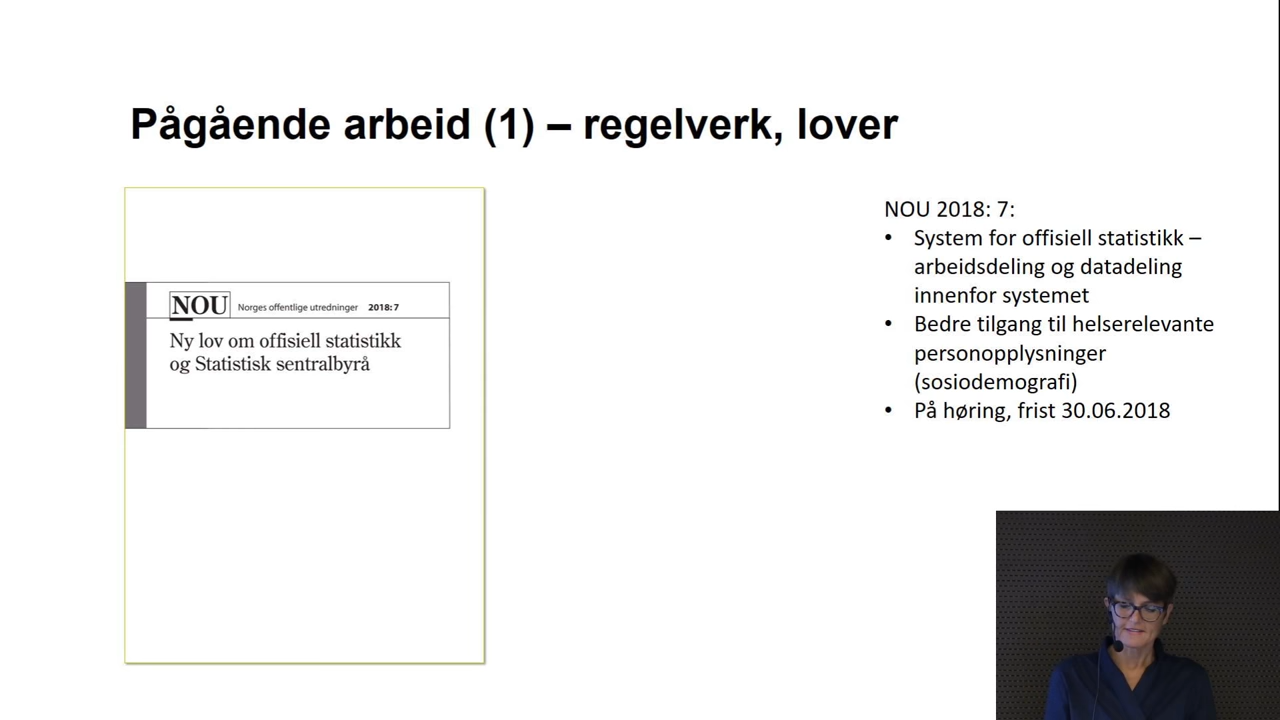 Pågående arbeid (1) – regelverk, lover
NOU Norges offentlige utredninger 2018: 7
Ny lov om offisiell statistikk
og Statistisk sentralbyrå
NOU 2018: 7:
• System for offisiell statistikk –
arbeidsdeling og datadeling
innenfor systemet
• Bedre tilgang til helserelevante
personopplysninger
(sosiodemografi)
• På høring, frist 30.06.2018